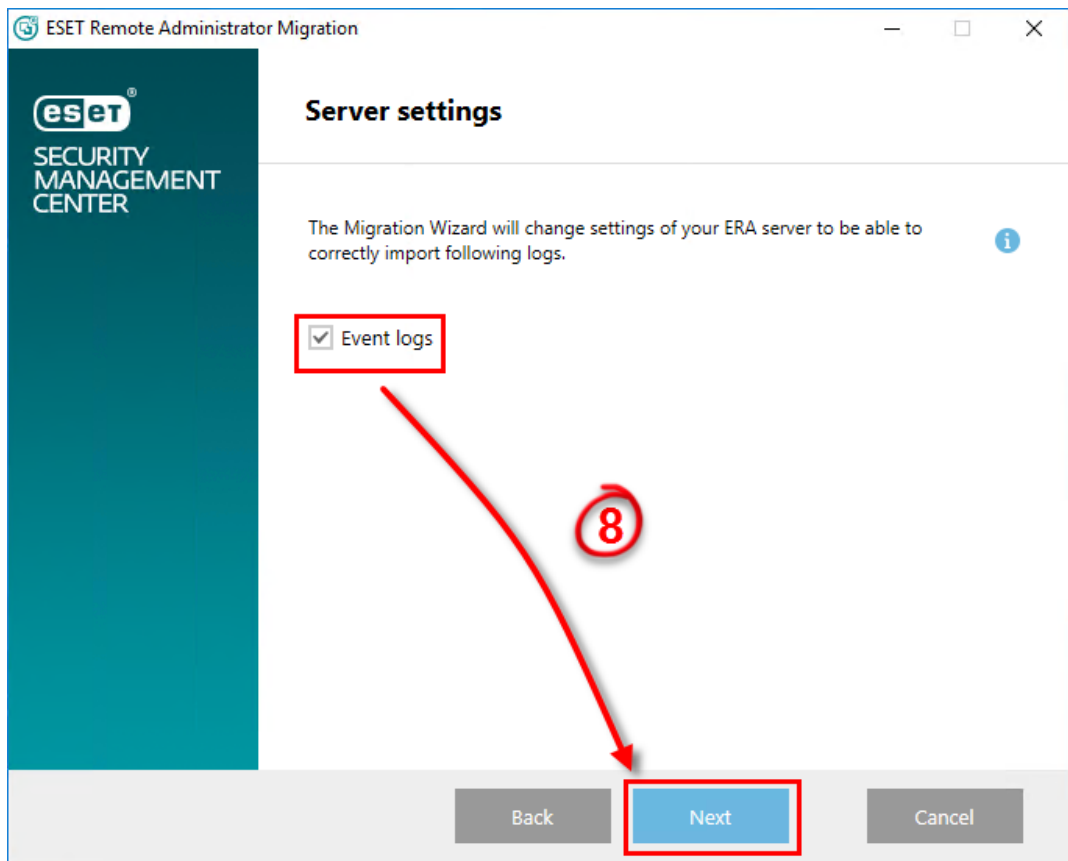 ESET Remote Administrator Migration
eseT®
SECURITY
MANAGEMENT
CENTER
Server settings
The Migration Wizard will change settings of your ERA server to be able to
correctly import following logs.
i
Event logs
8
Back Next Cancel